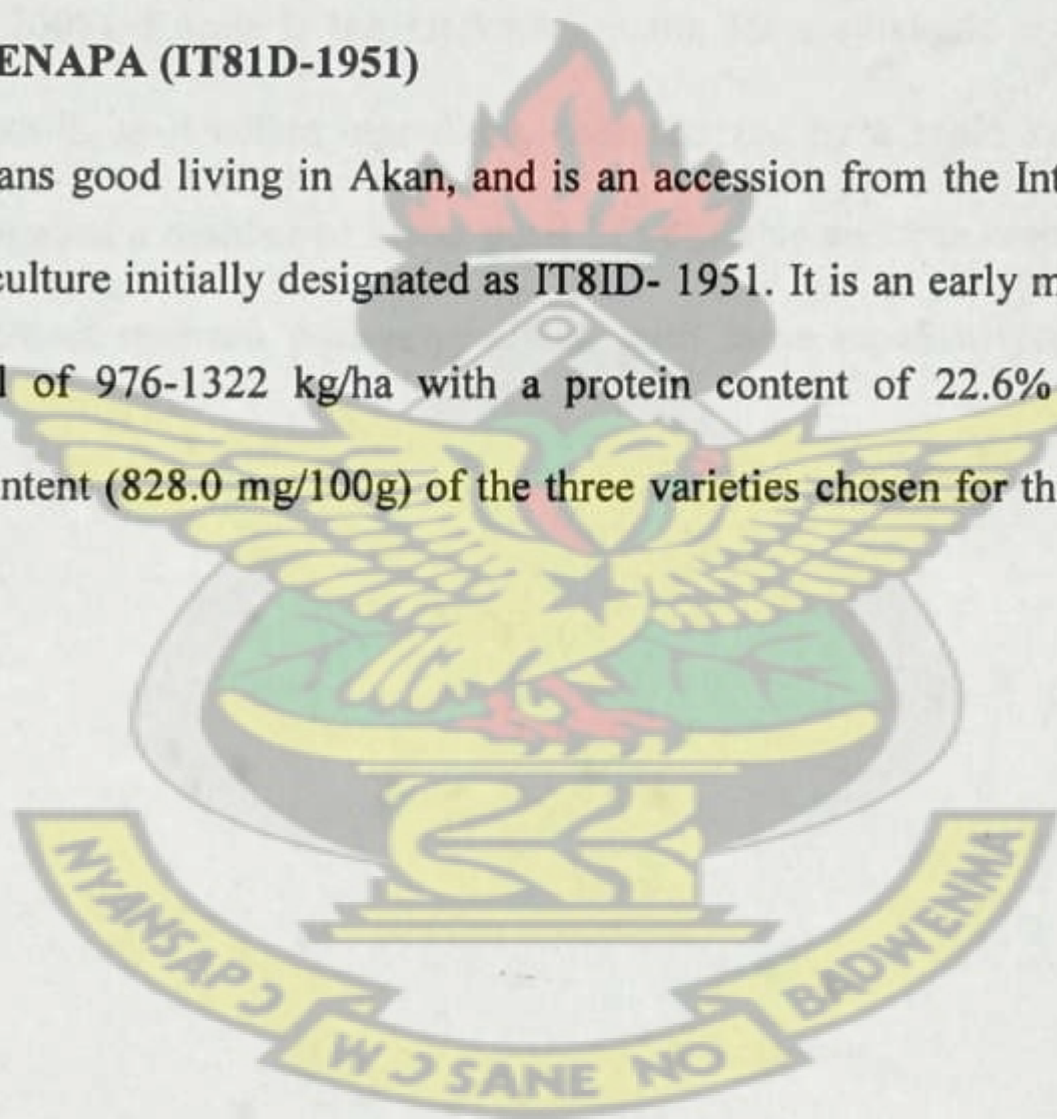 ENAPA (IT81D-1951)
ans good living in Akan, and is an accession from the Int
culture initially designated as IT8ID- 1951. It is an early m
l of 976-1322 kg/ha with a protein content of 22.6%
ntent (828.0 mg/100g) of the three varieties chosen for th
NYANSAPƆ
WƆSANE NO
BADWENMA